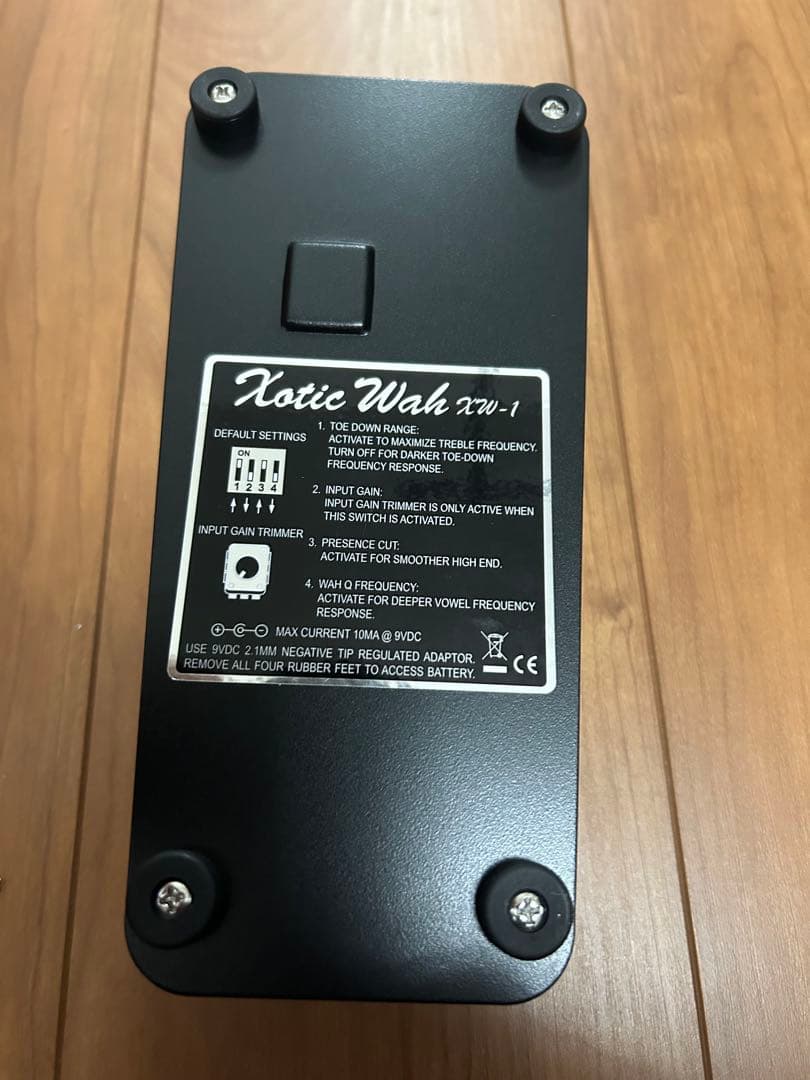 Xotic Wah XW-1
DEFAULT SETTINGS
ON
1 2 3 4
INPUT GAIN TRIMMER
1. TOE DOWN RANGE:
ACTIVATE TO MAXIMIZE TREBLE FREQUENCY.
TURN OFF FOR DARKER TOE-DOWN
FREQUENCY RESPONSE.
2. INPUT GAIN:
INPUT GAIN TRIMMER IS ONLY ACTIVE WHEN
THIS SWITCH IS ACTIVATED.
3. PRESENCE CUT:
ACTIVATE FOR SMOOTHER HIGH END.
4. WAH Q FREQUENCY:
ACTIVATE FOR DEEPER VOWEL FREQUENCY
RESPONSE.
MAX CURRENT 10MA @ 9VDC
USE 9VDC 2.1MM NEGATIVE TIP REGULATED ADAPTOR.
REMOVE ALL FOUR RUBBER FEET TO ACCESS BATTERY.
CE